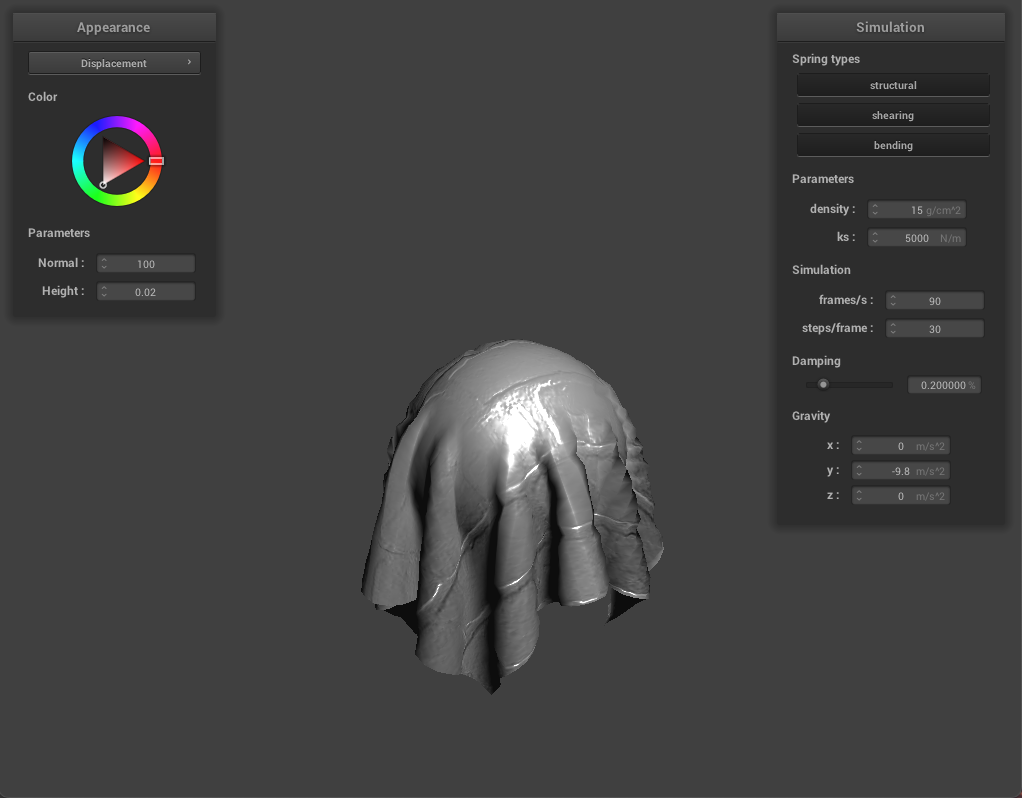 Appearance
Displacement ›
Color
Parameters
Normal : 100
Height : 0.02
Simulation
Spring types
structural
shearing
bending
Parameters
density : 15 g/cm^2
ks : 5000 N/m
Simulation
frames/s : 90
steps/frame : 30
Damping
0.200000 %
Gravity
x : 0 m/s^2
y : -9.8 m/s^2
z : 0 m/s^2